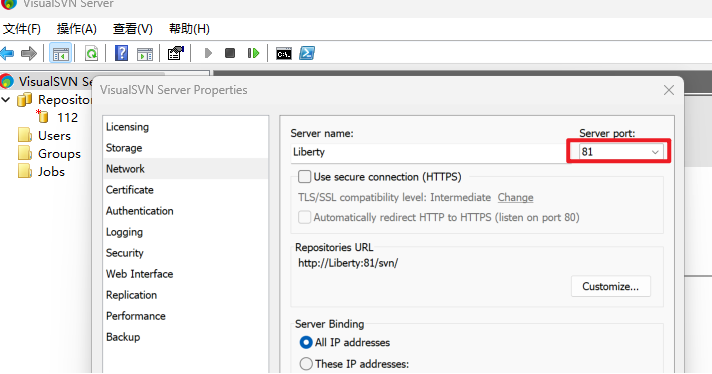 VisualSVN Server
文件(F) 操作(A) 查看(V) 帮助(H)
VisualSVN Ser
Repositor
112
Users
Groups
Jobs
VisualSVN Server Properties
Licensing
Storage
Network
Certificate
Authentication
Logging
Security
Web Interface
Replication
Performance
Backup
Server name:
Server port:
Liberty
81
Use secure connection (HTTPS)
TLS/SSL compatibility level: Intermediate Change
Automatically redirect HTTP to HTTPS (listen on port 80)
Repositories URL
http://Liberty:81/svn/
Customize...
Server Binding
All IP addresses
These IP addresses: